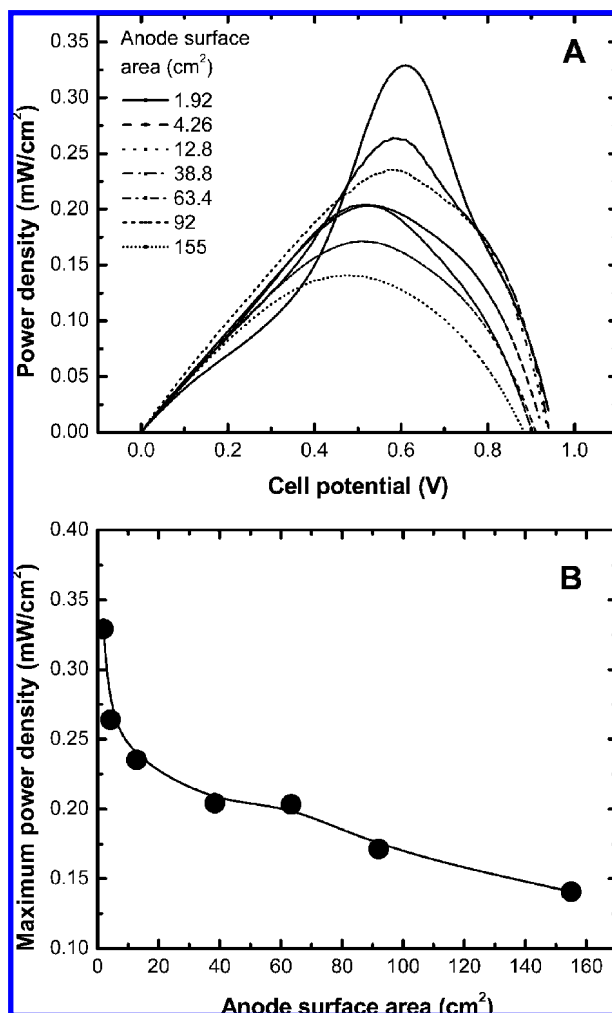 A
Anode surface
area (cm²)
1.92
4.26
12.8
38.8
63.4
92
155
Power density (mW/cm²)
0.35
0.30
0.25
0.20
0.15
0.10
0.05
0.00
0.0 0.2 0.4 0.6 0.8 1.0
Cell potential (V)
B
Maximum power density (mW/cm²)
0.40
0.35
0.30
0.25
0.20
0.15
0.10
0 20 40 60 80 100 120 140 160
Anode surface area (cm²)